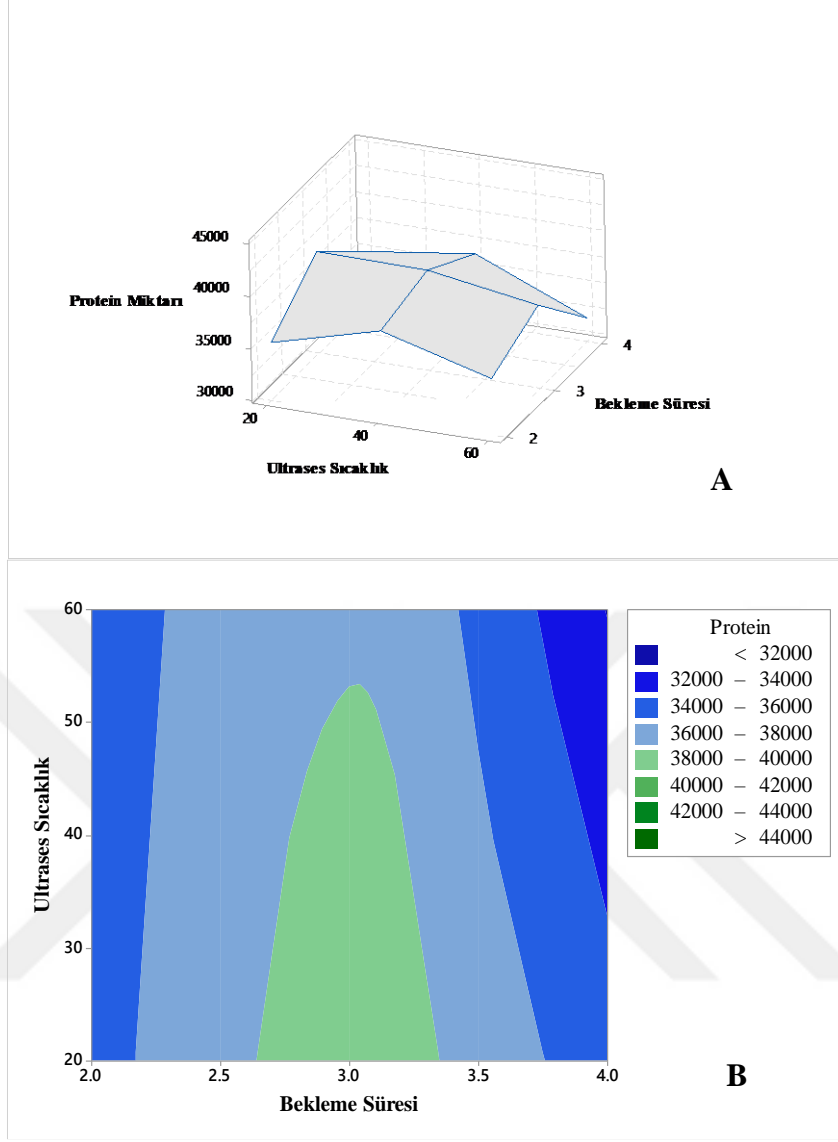 45000
40000
Protein Miktarı
35000
30000
20
40
60
4
3
2
Bekleme Süresi
Ultrases Sıcaklık
A
60
50
40
30
20
Ultrases Sıcaklık
2.0 2.5 3.0 3.5 4.0
Bekleme Süresi
Protein
< 32000
32000 – 34000
34000 – 36000
36000 – 38000
38000 – 40000
40000 – 42000
42000 – 44000
> 44000
B